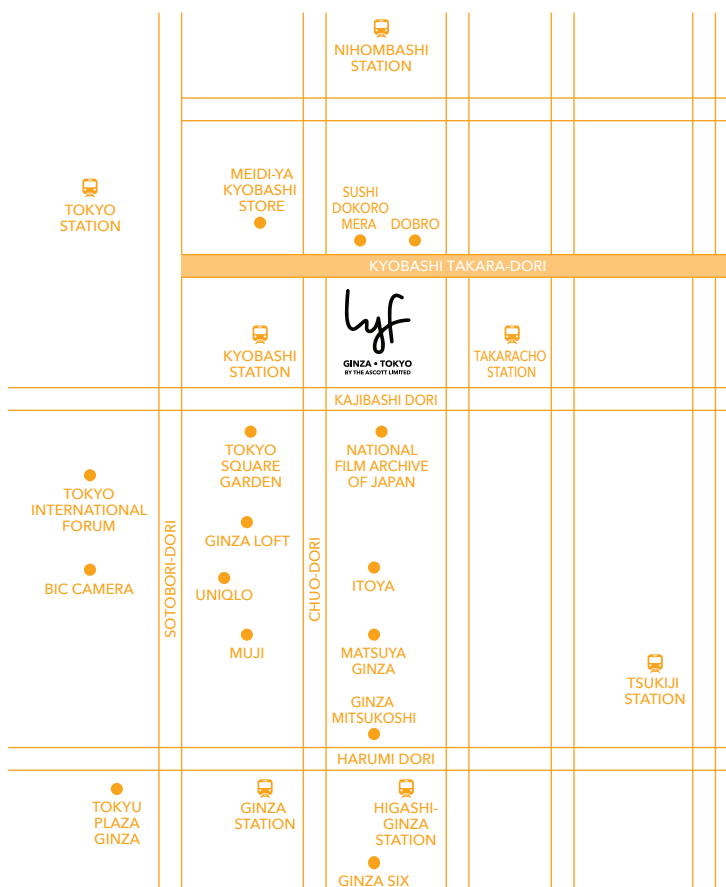 NIHOMBASHI
STATION
MEIDI-YA
KYOBASHI
STORE
TOKYO
STATION
SUSHI
DOKORO
MERA
DOBRO
KYOBASHI TAKARA-DORI
KYOBASHI
STATION
lyf
GINZA • TOKYO
BY THE ASCOTT LIMITED
TAKARACHO
STATION
KAJIBASHI DORI
TOKYO
SQUARE
GARDEN
NATIONAL
FILM ARCHIVE
OF JAPAN
TOKYO
INTERNATIONAL
FORUM
GINZA LOFT
SOTOBORI-DORI
CHUO-DORI
BIC CAMERA
UNIQLO
ITOYA
MUJI
MATSUYA
GINZA
TSUKIJI
STATION
GINZA
MITSUKOSHI
HARUMI DORI
TOKYU
PLAZA
GINZA
GINZA
STATION
HIGASHI-
GINZA
STATION
GINZA SIX